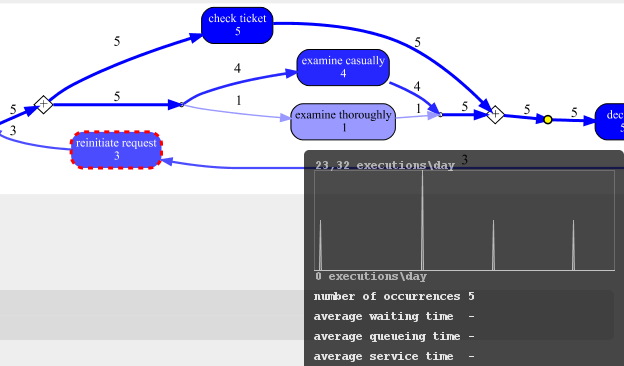 check ticket
5
5
5
examine casually
4
4
4
+
5
5
1
examine thoroughly
1
1
5
+
5
5
dec
5
3
reinitiate request
3
3
23,32 executions\day
0 executions\day
number of occurrences 5
average waiting time -
average queueing time -
average service time -